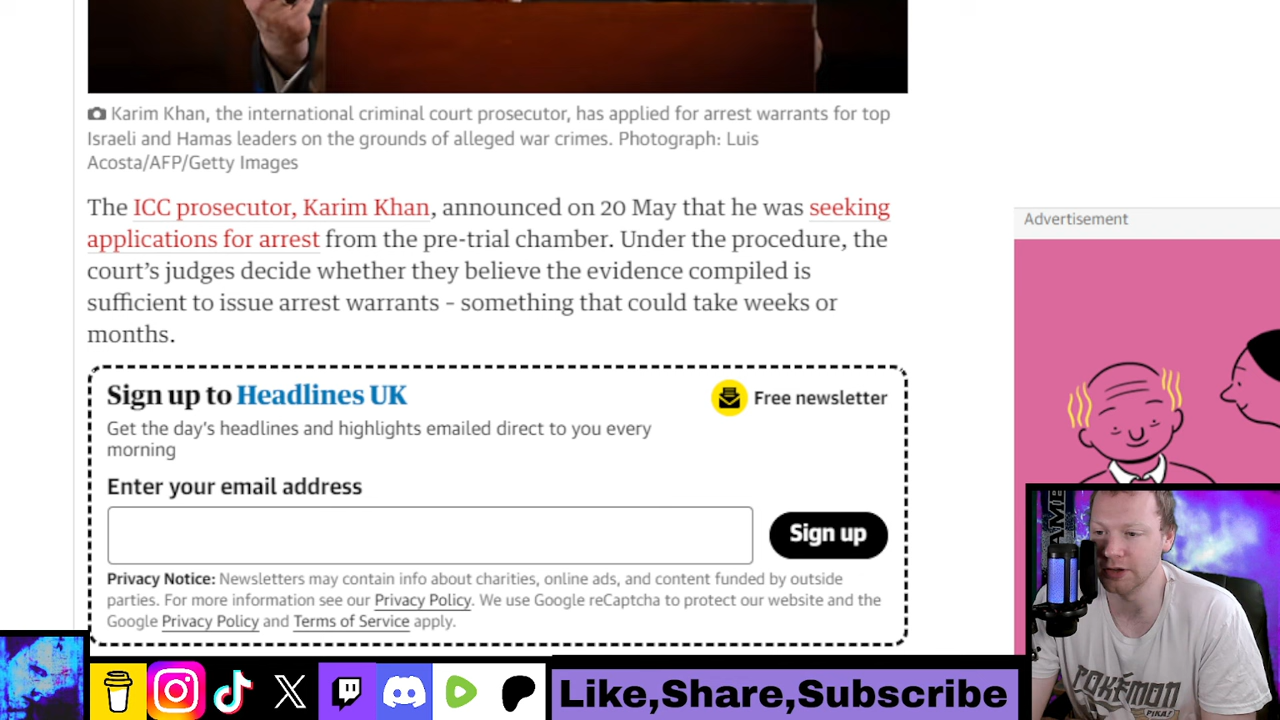 Karim Khan, the international criminal court prosecutor, has applied for arrest warrants for top
Israeli and Hamas leaders on the grounds of alleged war crimes. Photograph: Luis
Acosta/AFP/Getty Images
The ICC prosecutor, Karim Khan, announced on 20 May that he was seeking
applications for arrest from the pre-trial chamber. Under the procedure, the
court's judges decide whether they believe the evidence compiled is
sufficient to issue arrest warrants – something that could take weeks or
months.
Advertisement
Sign up to Headlines UK
Free newsletter
Get the day's headlines and highlights emailed direct to you every
morning
Enter your email address
Sign up
Privacy Notice: Newsletters may contain info about charities, online ads, and content funded by outside
parties. For more information see our Privacy Policy. We use Google reCaptcha to protect our website and the
Google Privacy Policy and Terms of Service apply.
POKÉMON
PIKA!
Like,Share,Subscribe